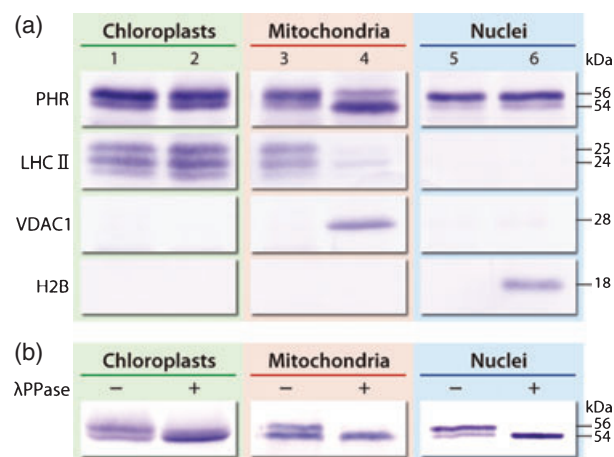 (a)
Chloroplasts Mitochondria Nuclei
1 2 3 4 5 6 kDa
PHR 56
54
LHC II 25
24
VDAC1 28
H2B 18
(b)
Chloroplasts Mitochondria Nuclei
λPPase − + − + − + kDa
56
54